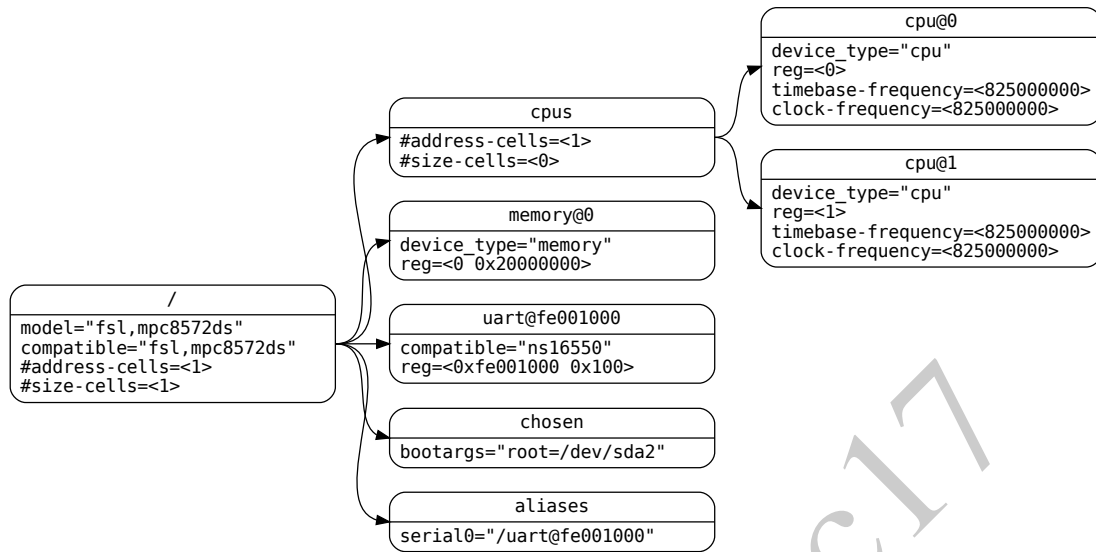 /
model="fsl,mpc8572ds"
compatible="fsl,mpc8572ds"
#address-cells=<1>
#size-cells=<1>
cpus
#address-cells=<1>
#size-cells=<0>
memory@0
device_type="memory"
reg=<0 0x20000000>
uart@fe001000
compatible="ns16550"
reg=<0xfe001000 0x100>
chosen
bootargs="root=/dev/sda2"
aliases
serial0="/uart@fe001000"
cpu@0
device_type="cpu"
reg=<0>
timebase-frequency=<825000000>
clock-frequency=<825000000>
cpu@1
device_type="cpu"
reg=<1>
timebase-frequency=<825000000>
clock-frequency=<825000000>
c17